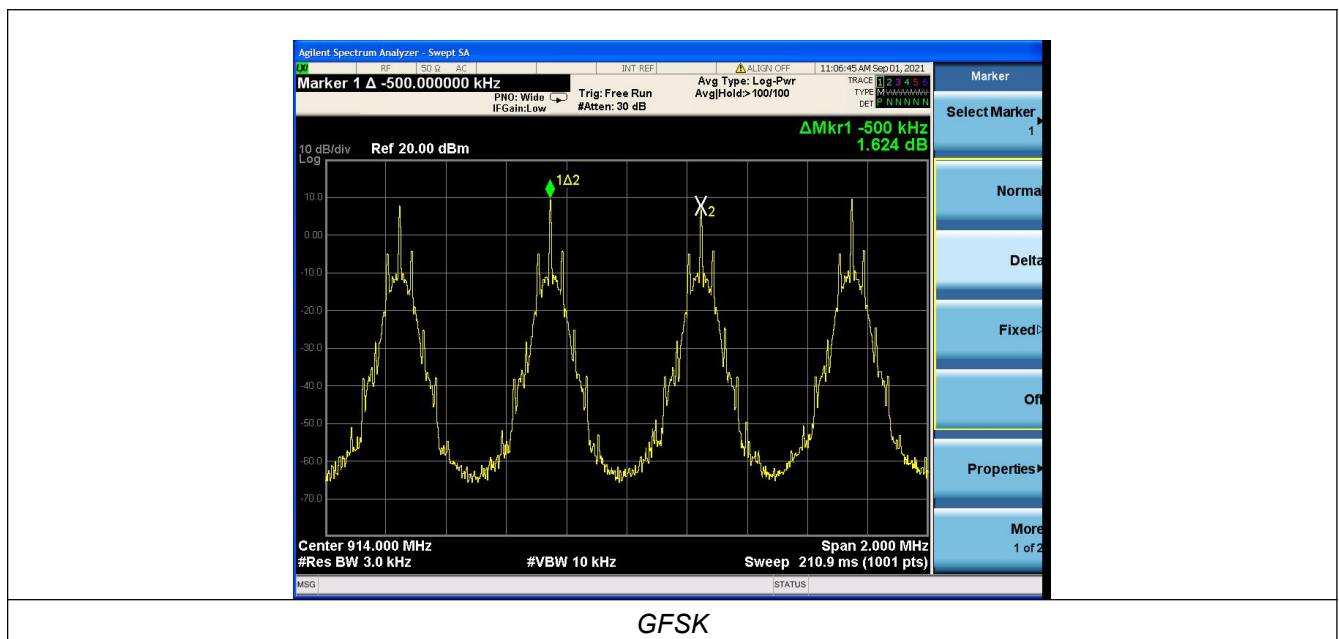 Agilent Spectrum Analyzer - Swept SA
LXI RF 50 Ω AC INT REF ALIGN OFF 11:06:45 AM Sep 01, 2021
Marker 1 Δ -500.000000 kHz
PNO: Wide
IFGain:Low
Trig: Free Run
#Atten: 30 dB
Avg Type: Log-Pwr
Avg|Hold:>100/100
TRACE 1 2 3 4 5 6
TYPE M
DET P N N N N N
ΔMkr1 -500 kHz
1.624 dB
10 dB/div Ref 20.00 dBm
Log
10.0
0.00
-10.0
-20.0
-30.0
-40.0
-50.0
-60.0
-70.0
1Δ2
2
Center 914.000 MHz Span 2.000 MHz
#Res BW 3.0 kHz #VBW 10 kHz Sweep 210.9 ms (1001 pts)
MSG STATUS
Marker
Select Marker
1
Norma
Delta
Fixed
Off
Properties
More
1 of 2
GFSK